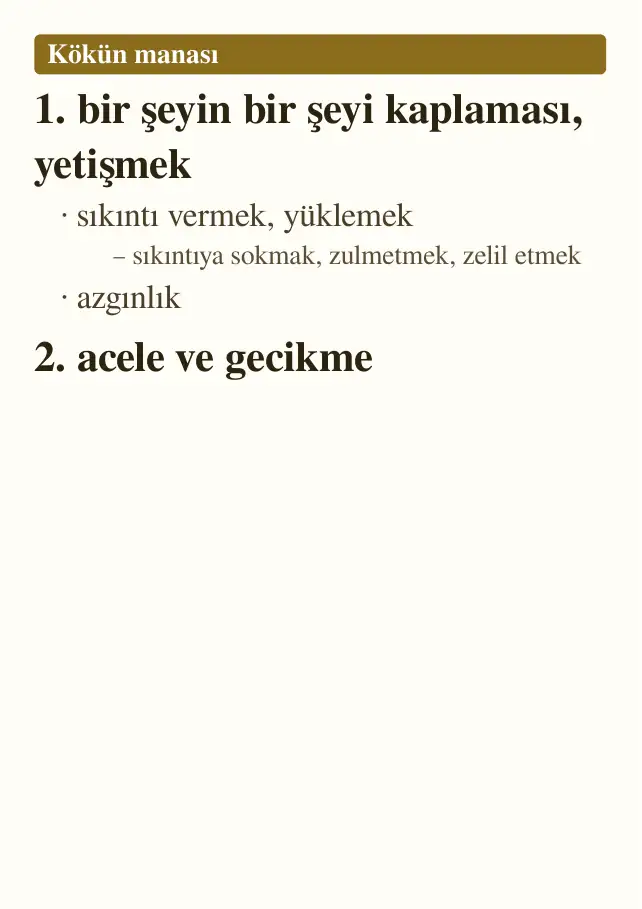 Kökün manası
1. bir şeyin bir şeyi kaplaması,
yetişmek
· sıkıntı vermek, yüklemek
– sıkıntıya sokmak, zulmetmek, zelil etmek
· azgınlık
2. acele ve gecikme